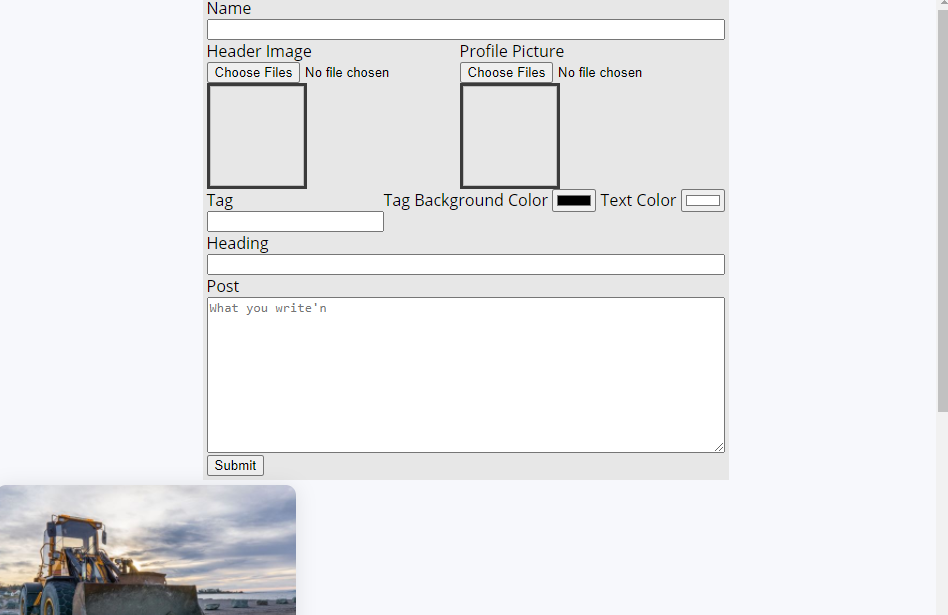 Name
Header Image Profile Picture
Choose Files No file chosen Choose Files No file chosen
Tag Tag Background Color Text Color
Heading
Post
What you write'n
Submit